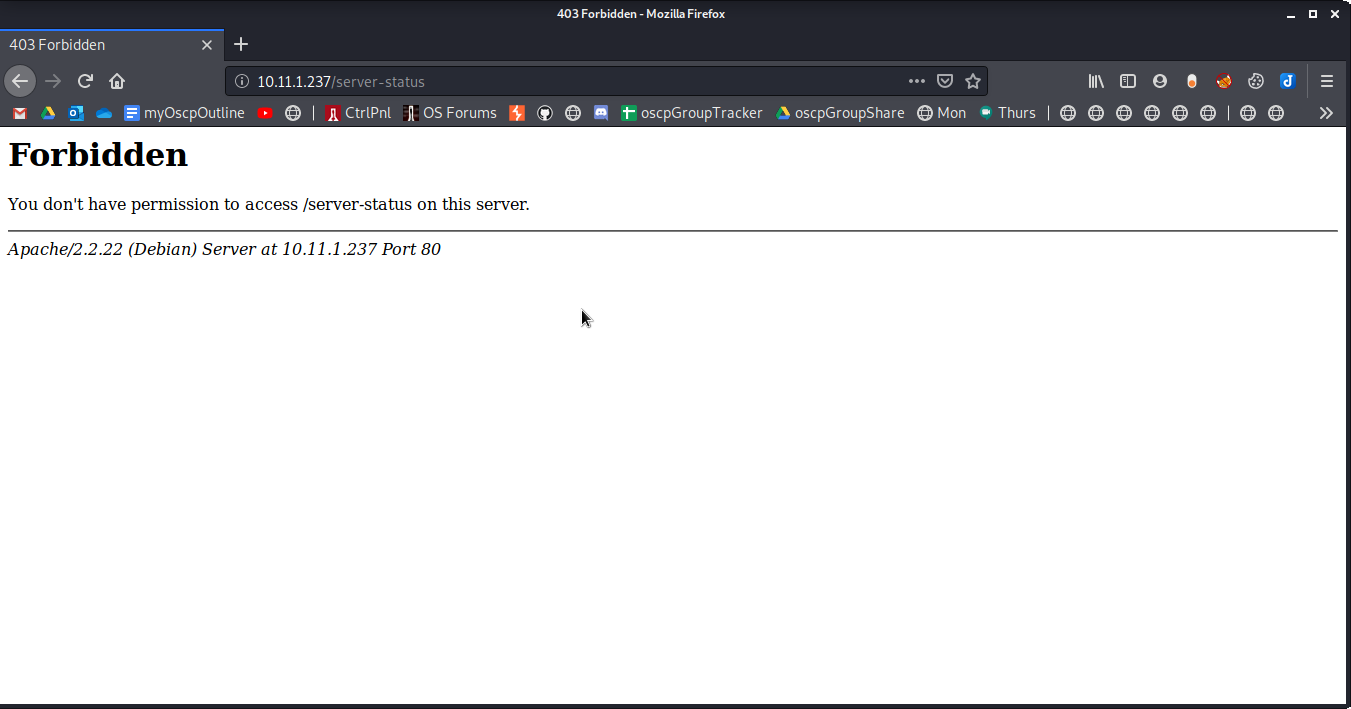 403 Forbidden - Mozilla Firefox
403 Forbidden
10.11.1.237/server-status
myOscpOutline CtrlPnl OS Forums oscpGroupTracker oscpGroupShare Mon Thurs
Forbidden
You don't have permission to access /server-status on this server.
Apache/2.2.22 (Debian) Server at 10.11.1.237 Port 80